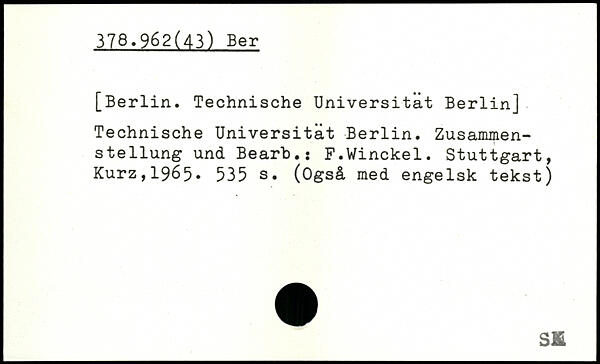 378.962(43) Ber
[Berlin. Technische Universität Berlin]
Technische Universität Berlin. Zusammen-
stellung und Bearb.: F.Winckel. Stuttgart,
Kurz,1965. 535 s. (Også med engelsk tekst)